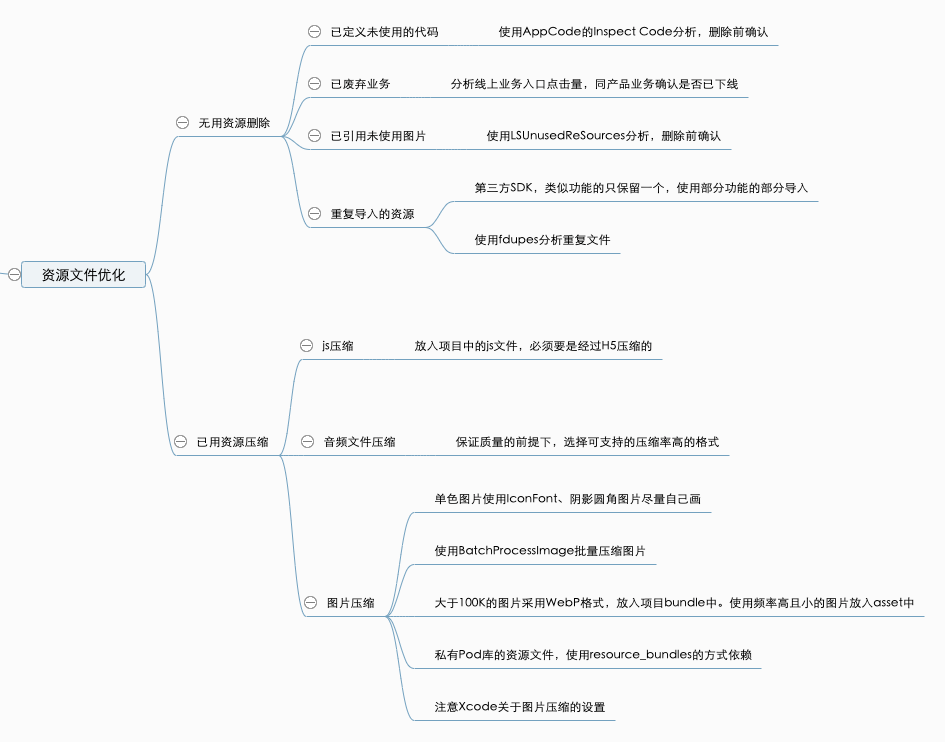 已定义未使用的代码
使用AppCode的Inspect Code分析，删除前确认
已废弃业务
分析线上业务入口点击量，同产品业务确认是否已下线
无用资源删除
已引用未使用图片
使用LSUnusedReSources分析，删除前确认
重复导入的资源
第三方SDK，类似功能的只保留一个，使用部分功能的部分导入
使用fdupes分析重复文件
资源文件优化
js压缩
放入项目中的js文件，必须要是经过H5压缩的
已用资源压缩
音频文件压缩
保证质量的前提下，选择可支持的压缩率高的格式
单色图片使用IconFont、阴影圆角图片尽量自己画
使用BatchProcessImage批量压缩图片
图片压缩
大于100K的图片采用WebP格式，放入项目bundle中。使用频率高且小的图片放入asset中
私有Pod库的资源文件，使用resource_bundles的方式依赖
注意Xcode关于图片压缩的设置